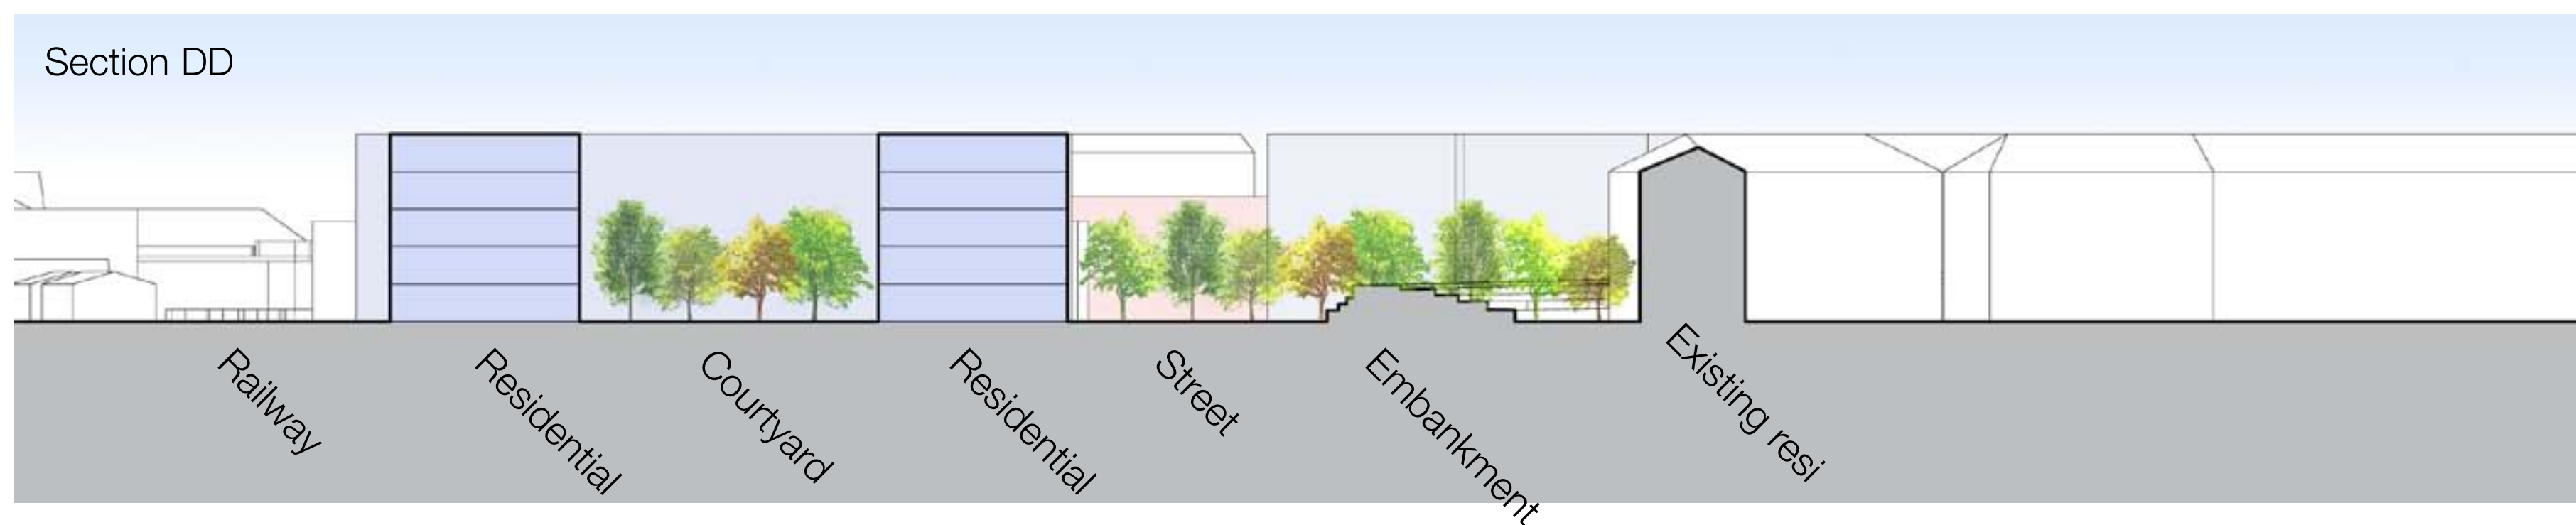 Section DD
Railway
Residential
Courtyard
Residential
Street
Embankment
Existing resi